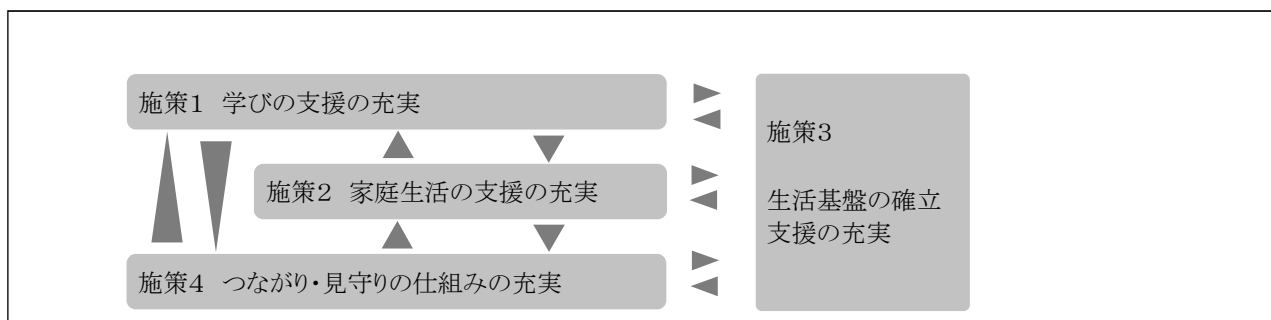 施策1 学びの支援の充実
施策2 家庭生活の支援の充実
施策4 つながり・見守りの仕組みの充実
施策3
生活基盤の確立
支援の充実